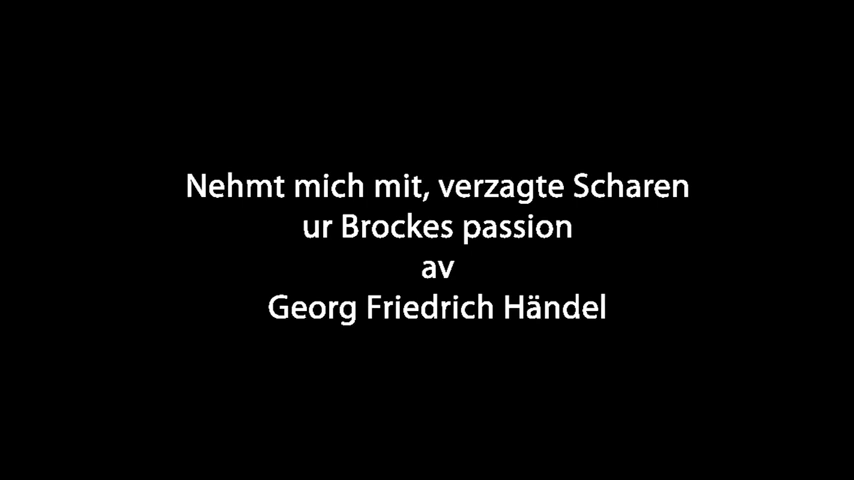 Nehmt mich mit, verzagte Scharen
ur Brockes passion
av
Georg Friedrich Händel